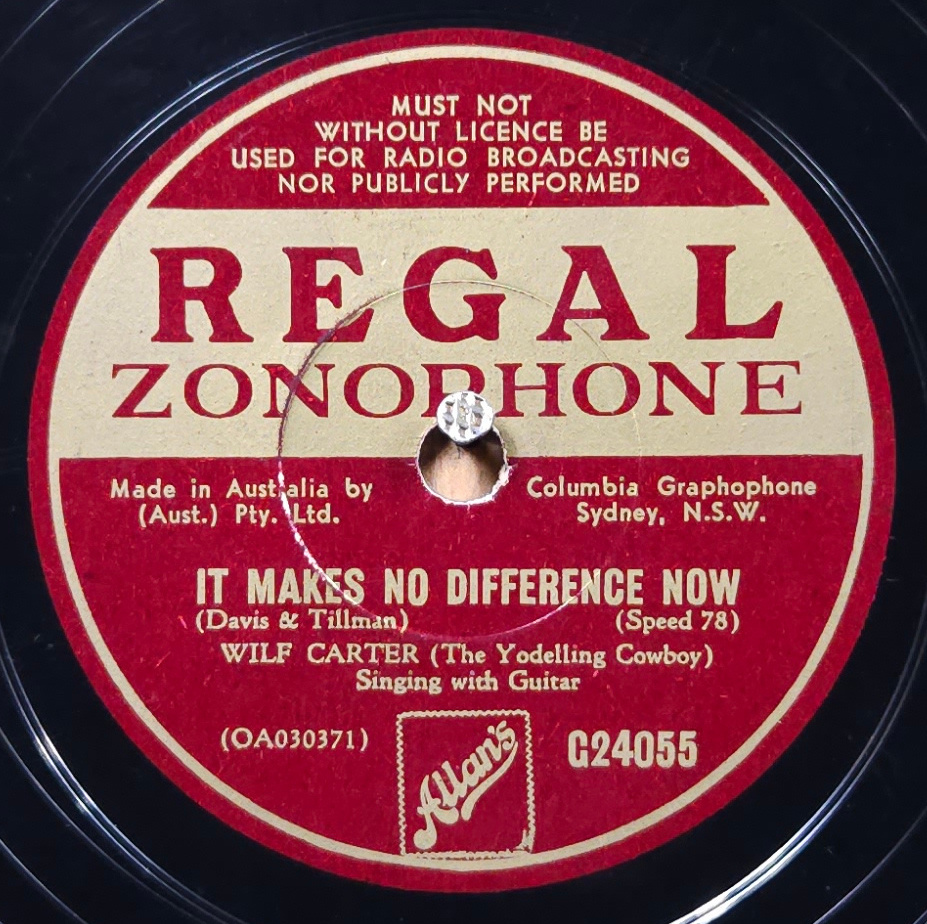 MUST NOT
WITHOUT LICENCE BE
USED FOR RADIO BROADCASTING
NOR PUBLICLY PERFORMED
REGAL
ZONOPHONE
Made in Australia by Columbia Graphophone
(Aust.) Pty. Ltd. Sydney, N.S.W.
IT MAKES NO DIFFERENCE NOW
(Davis & Tillman) (Speed 78)
WILF CARTER (The Yodelling Cowboy)
Singing with Guitar
(OA030371) Allan's G24055